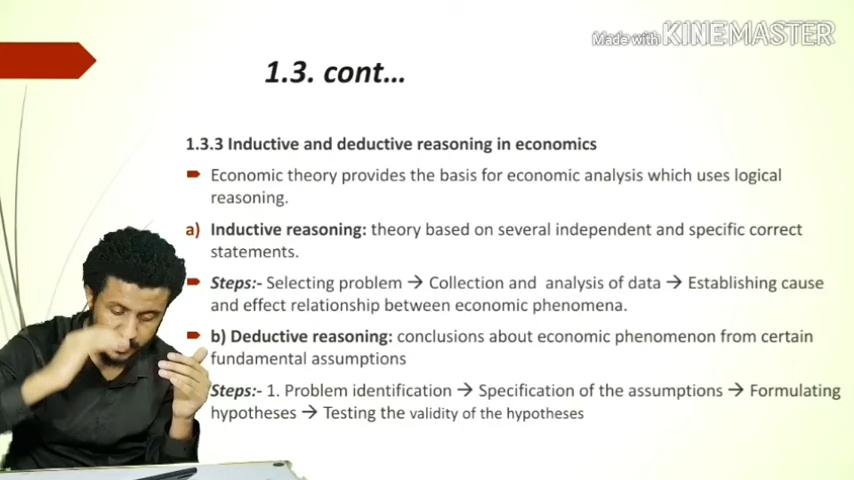 Made with KINEMASTER
1.3. cont...
1.3.3 Inductive and deductive reasoning in economics
Economic theory provides the basis for economic analysis which uses logical
reasoning.
a) Inductive reasoning: theory based on several independent and specific correct
statements.
Steps:- Selecting problem → Collection and analysis of data → Establishing cause
and effect relationship between economic phenomena.
b) Deductive reasoning: conclusions about economic phenomenon from certain
fundamental assumptions
Steps:- 1. Problem identification → Specification of the assumptions → Formulating
hypotheses → Testing the validity of the hypotheses